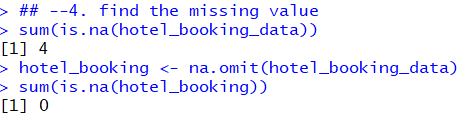 > ## --4. find the missing value
> sum(is.na(hotel_booking_data))
[1] 4
> hotel_booking <- na.omit(hotel_booking_data)
> sum(is.na(hotel_booking))
[1] 0